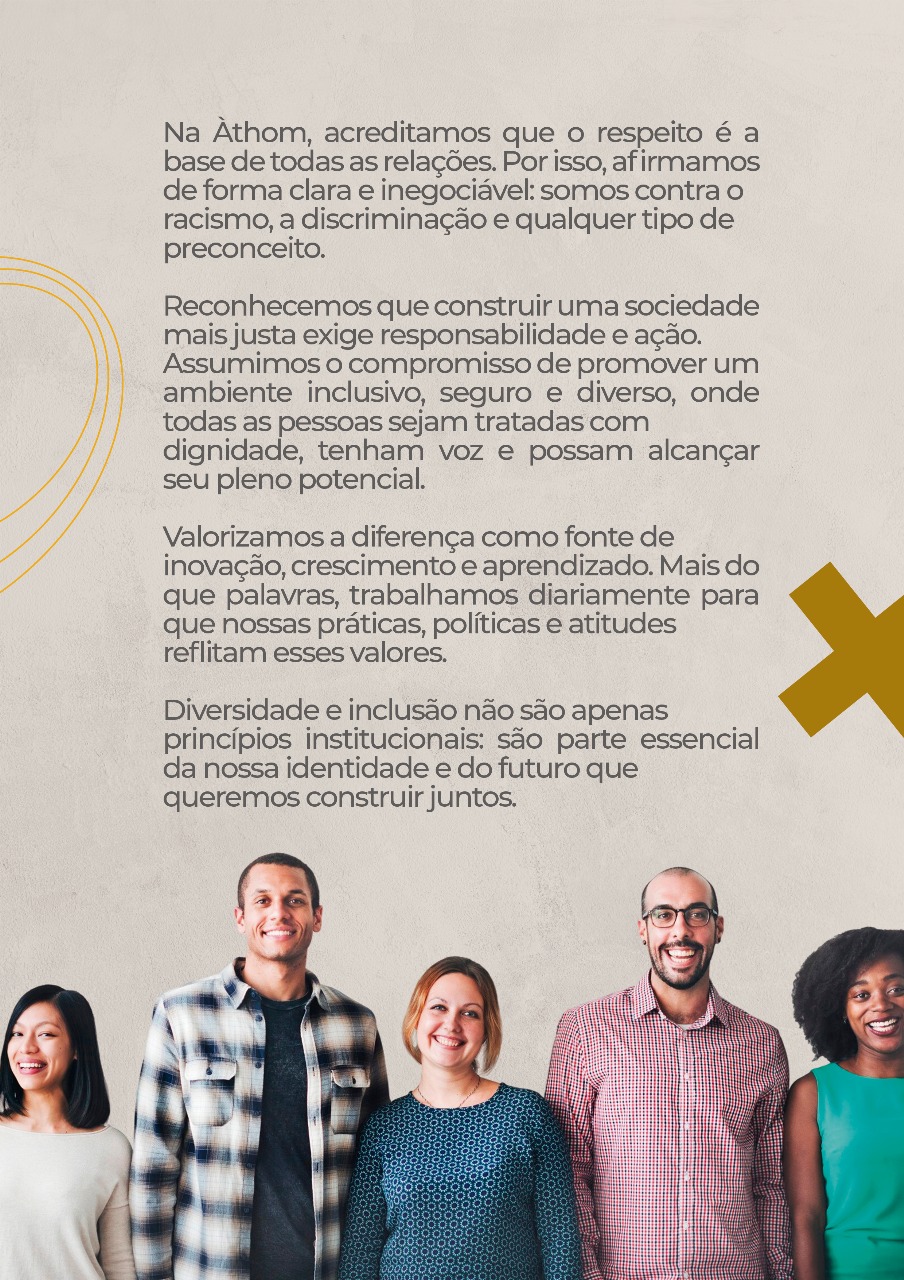 Na Àthom, acreditamos que o respeito é a
base de todas as relações. Por isso, afirmamos
de forma clara e inegociável: somos contra o
racismo, a discriminação e qualquer tipo de
preconceito.
Reconhecemos que construir uma sociedade
mais justa exige responsabilidade e ação.
Assumimos o compromisso de promover um
ambiente inclusivo, seguro e diverso, onde
todas as pessoas sejam tratadas com
dignidade, tenham voz e possam alcançar
seu pleno potencial.
Valorizamos a diferença como fonte de
inovação, crescimento e aprendizado. Mais do
que palavras, trabalhamos diariamente para
que nossas práticas, políticas e atitudes
reflitam esses valores.
Diversidade e inclusão não são apenas
princípios institucionais: são parte essencial
da nossa identidade e do futuro que
queremos construir juntos.